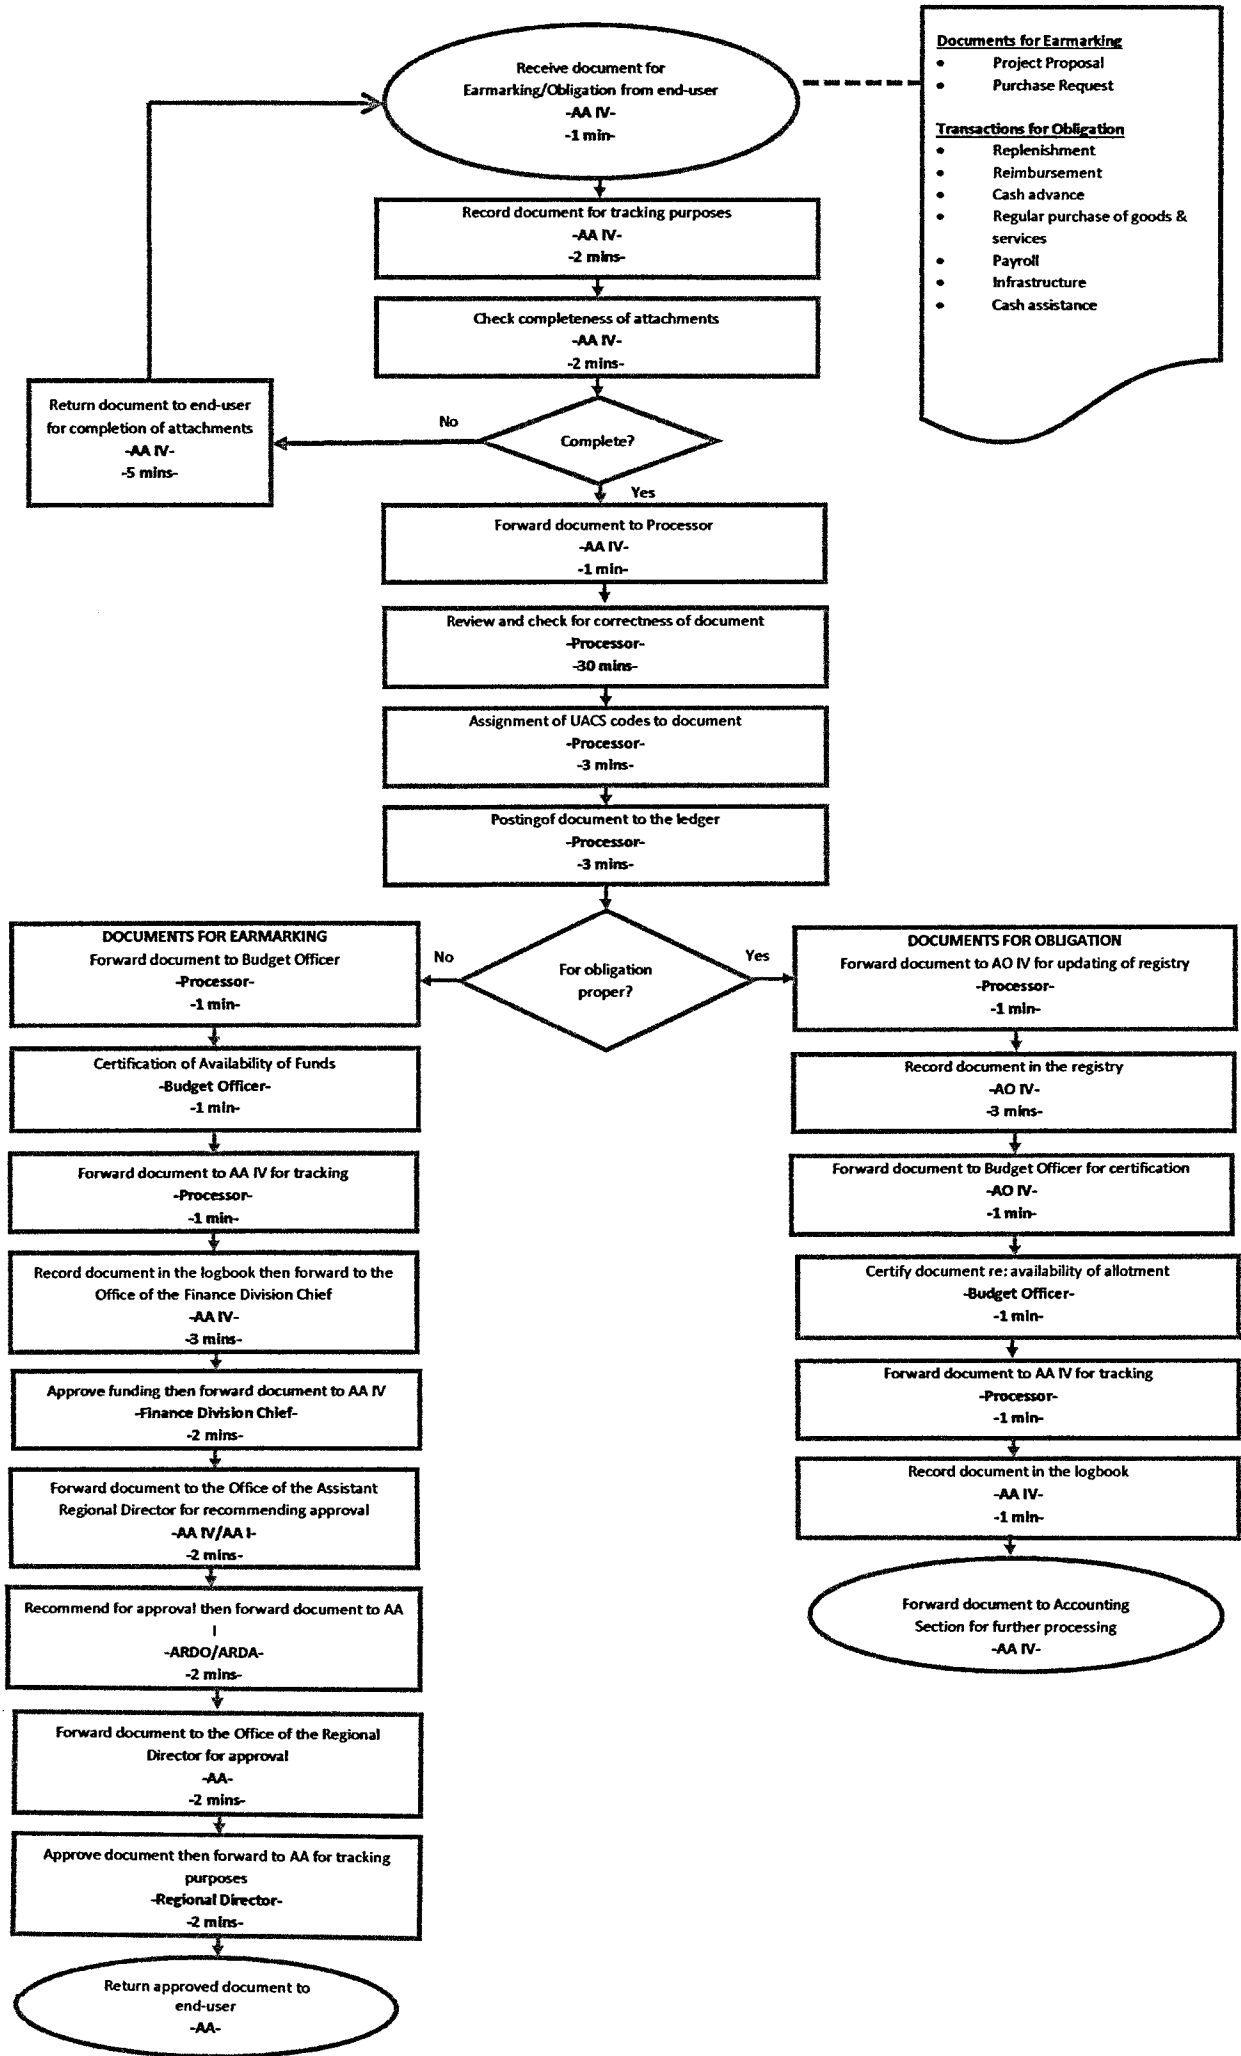 Receive document for
Earmarking/Obligation from end-user
-AA IV-
-1 min-
Documents for Earmarking
• Project Proposal
• Purchase Request
Transactions for Obligation
• Replenishment
• Reimbursement
• Cash advance
• Regular purchase of goods &
services
• Payroll
• Infrastructure
• Cash assistance
Record document for tracking purposes
-AA IV-
-2 mins-
Check completeness of attachments
-AA IV-
-2 mins-
Complete?
No
Return document to end-user
for completion of attachments
-AA IV-
-5 mins-
Yes
Forward document to Processor
-AA IV-
-1 min-
Review and check for correctness of document
-Processor-
-30 mins-
Assignment of UACS codes to document
-Processor-
-3 mins-
Postingof document to the ledger
-Processor-
-3 mins-
For obligation
proper?
No
Yes
DOCUMENTS FOR EARMARKING
Forward document to Budget Officer
-Processor-
-1 min-
Certification of Availability of Funds
-Budget Officer-
-1 min-
Forward document to AA IV for tracking
-Processor-
-1 min-
Record document in the logbook then forward to the
Office of the Finance Division Chief
-AA IV-
-3 mins-
Approve funding then forward document to AA IV
-Finance Division Chief-
-2 mins-
Forward document to the Office of the Assistant
Regional Director for recommending approval
-AA IV/AA I-
-2 mins-
Recommend for approval then forward document to AA
I
-ARDO/ARDA-
-2 mins-
Forward document to the Office of the Regional
Director for approval
-AA-
-2 mins-
Approve document then forward to AA for tracking
purposes
-Regional Director-
-2 mins-
Return approved document to
end-user
-AA-
DOCUMENTS FOR OBLIGATION
Forward document to AO IV for updating of registry
-Processor-
-1 min-
Record document in the registry
-AO IV-
-3 mins-
Forward document to Budget Officer for certification
-AO IV-
-1 min-
Certify document re: availability of allotment
-Budget Officer-
-1 min-
Forward document to AA IV for tracking
-Processor-
-1 min-
Record document in the logbook
-AA IV-
-1 min-
Forward document to Accounting
Section for further processing
-AA IV-